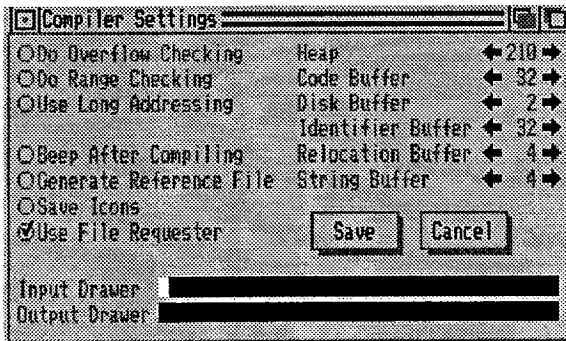 Compiler Settings
Do Overflow Checking
Do Range Checking
Use Long Addressing
Beep After Compiling
Generate Reference File
Save Icons
Use File Requester
Heap 210
Code Buffer 32
Disk Buffer 2
Identifier Buffer 32
Relocation Buffer 4
String Buffer 4
Save Cancel
Input Drawer
Output Drawer